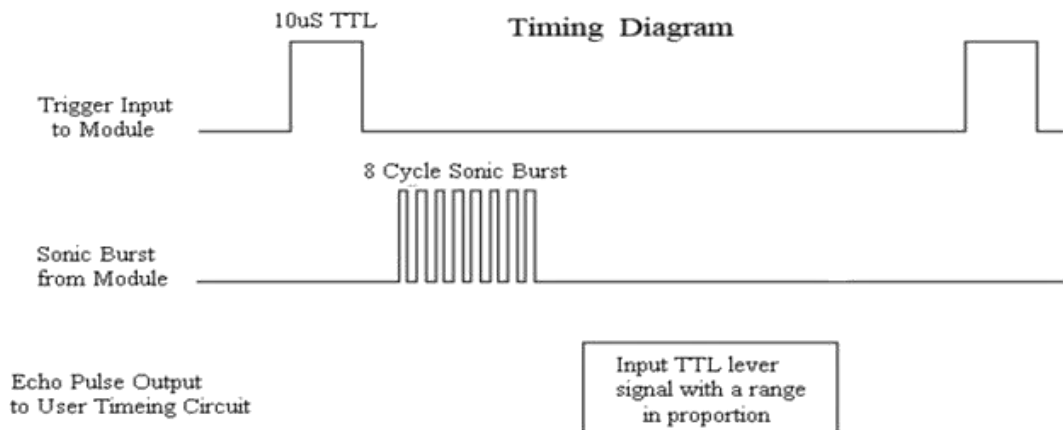 10uS TTL
Timing Diagram
Trigger Input
to Module
8 Cycle Sonic Burst
Sonic Burst
from Module
Echo Pulse Output
to User Timeing Circuit
Input TTL lever
signal with a range
in proportion